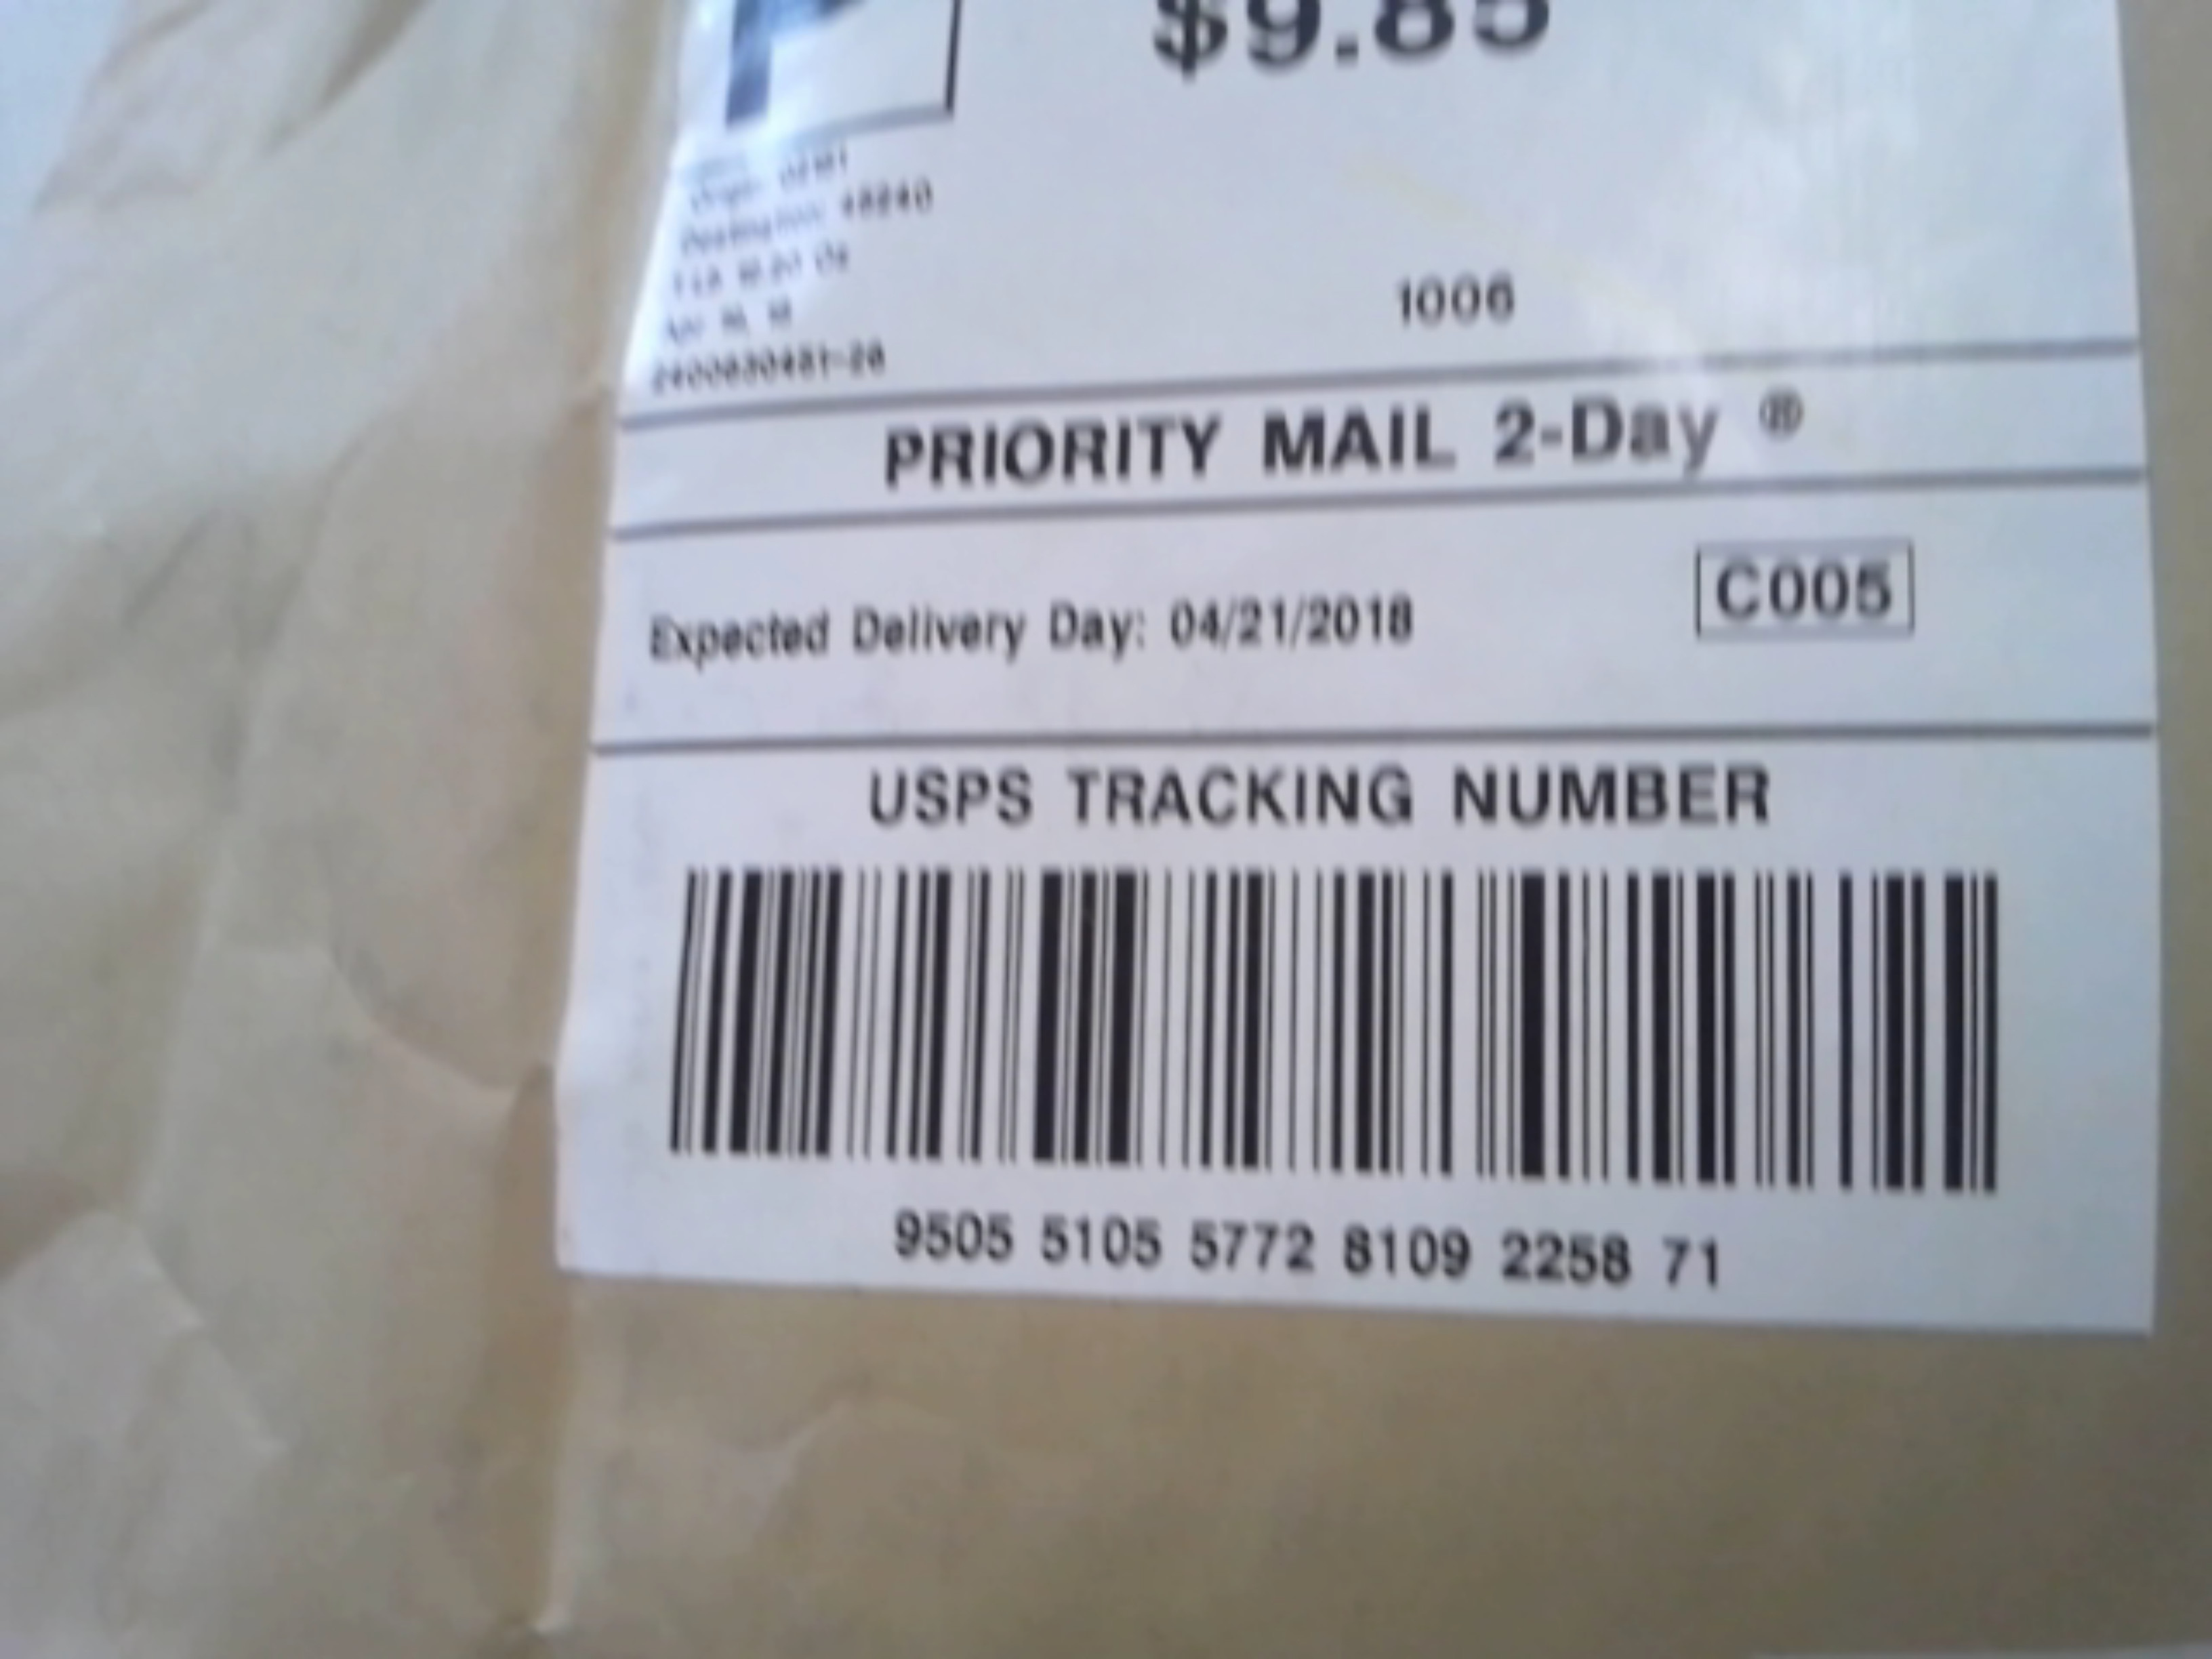 P
$9.85
48240
1006
PRIORITY MAIL 2-Day ®
Expected Delivery Day: 04/21/2018
C005
USPS TRACKING NUMBER
9505 5105 5772 8109 2258 71